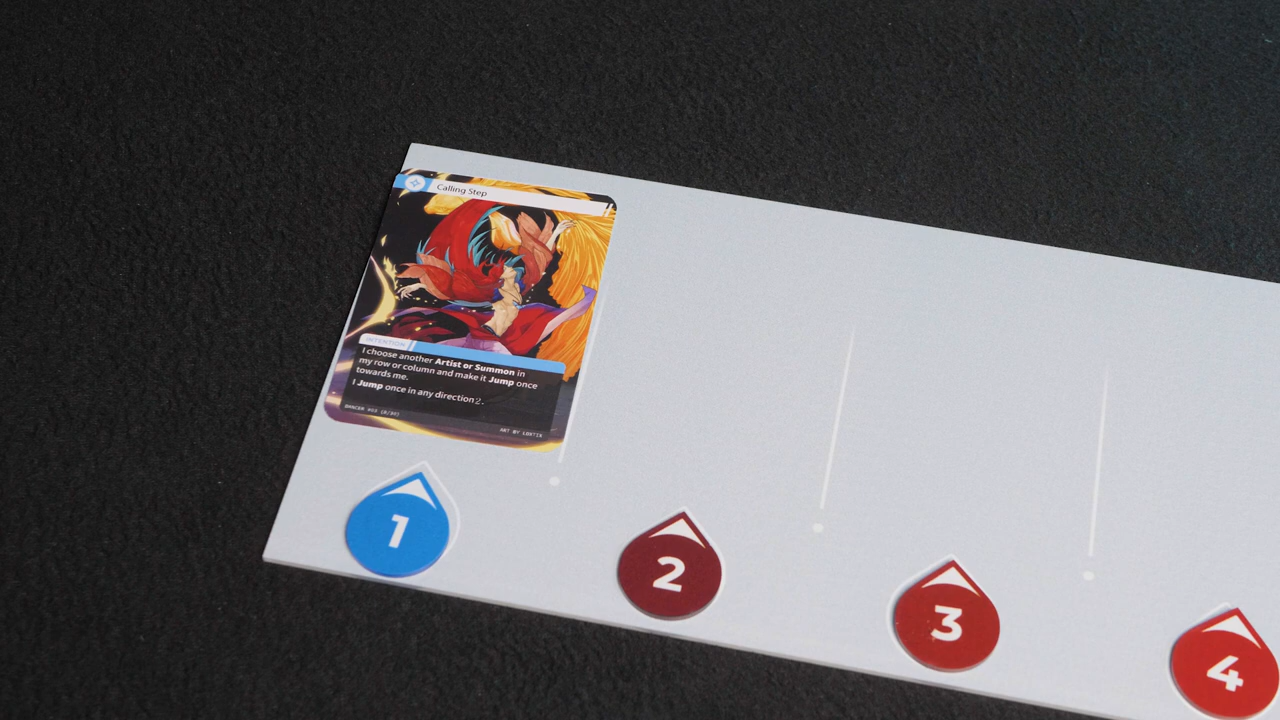 Calling Step
INTENTION
I choose another Artist or Summon in
my row or column and make it Jump once
towards me.
I Jump once in any direction 2.
ART BY LOXTIX
1
2
3
4